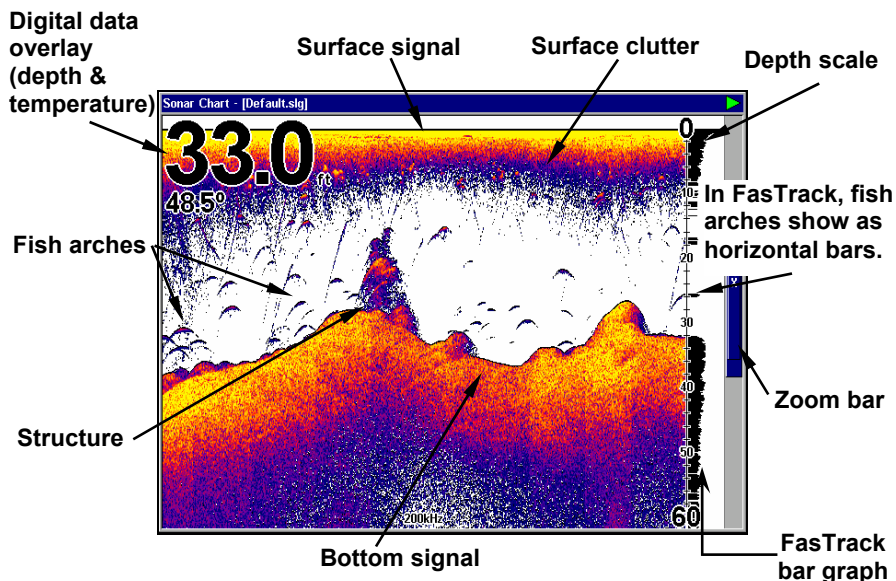 Digital data
overlay
(depth &
temperature)
Surface signal
Surface clutter
Depth scale
Sonar Chart - [Default.slg]
33.0 ft
48.5°
0
10
20
30
40
50
60
In FasTrack, fish
arches show as
horizontal bars.
Fish arches
Structure
Zoom bar
200kHz
Bottom signal
FasTrack
bar graph